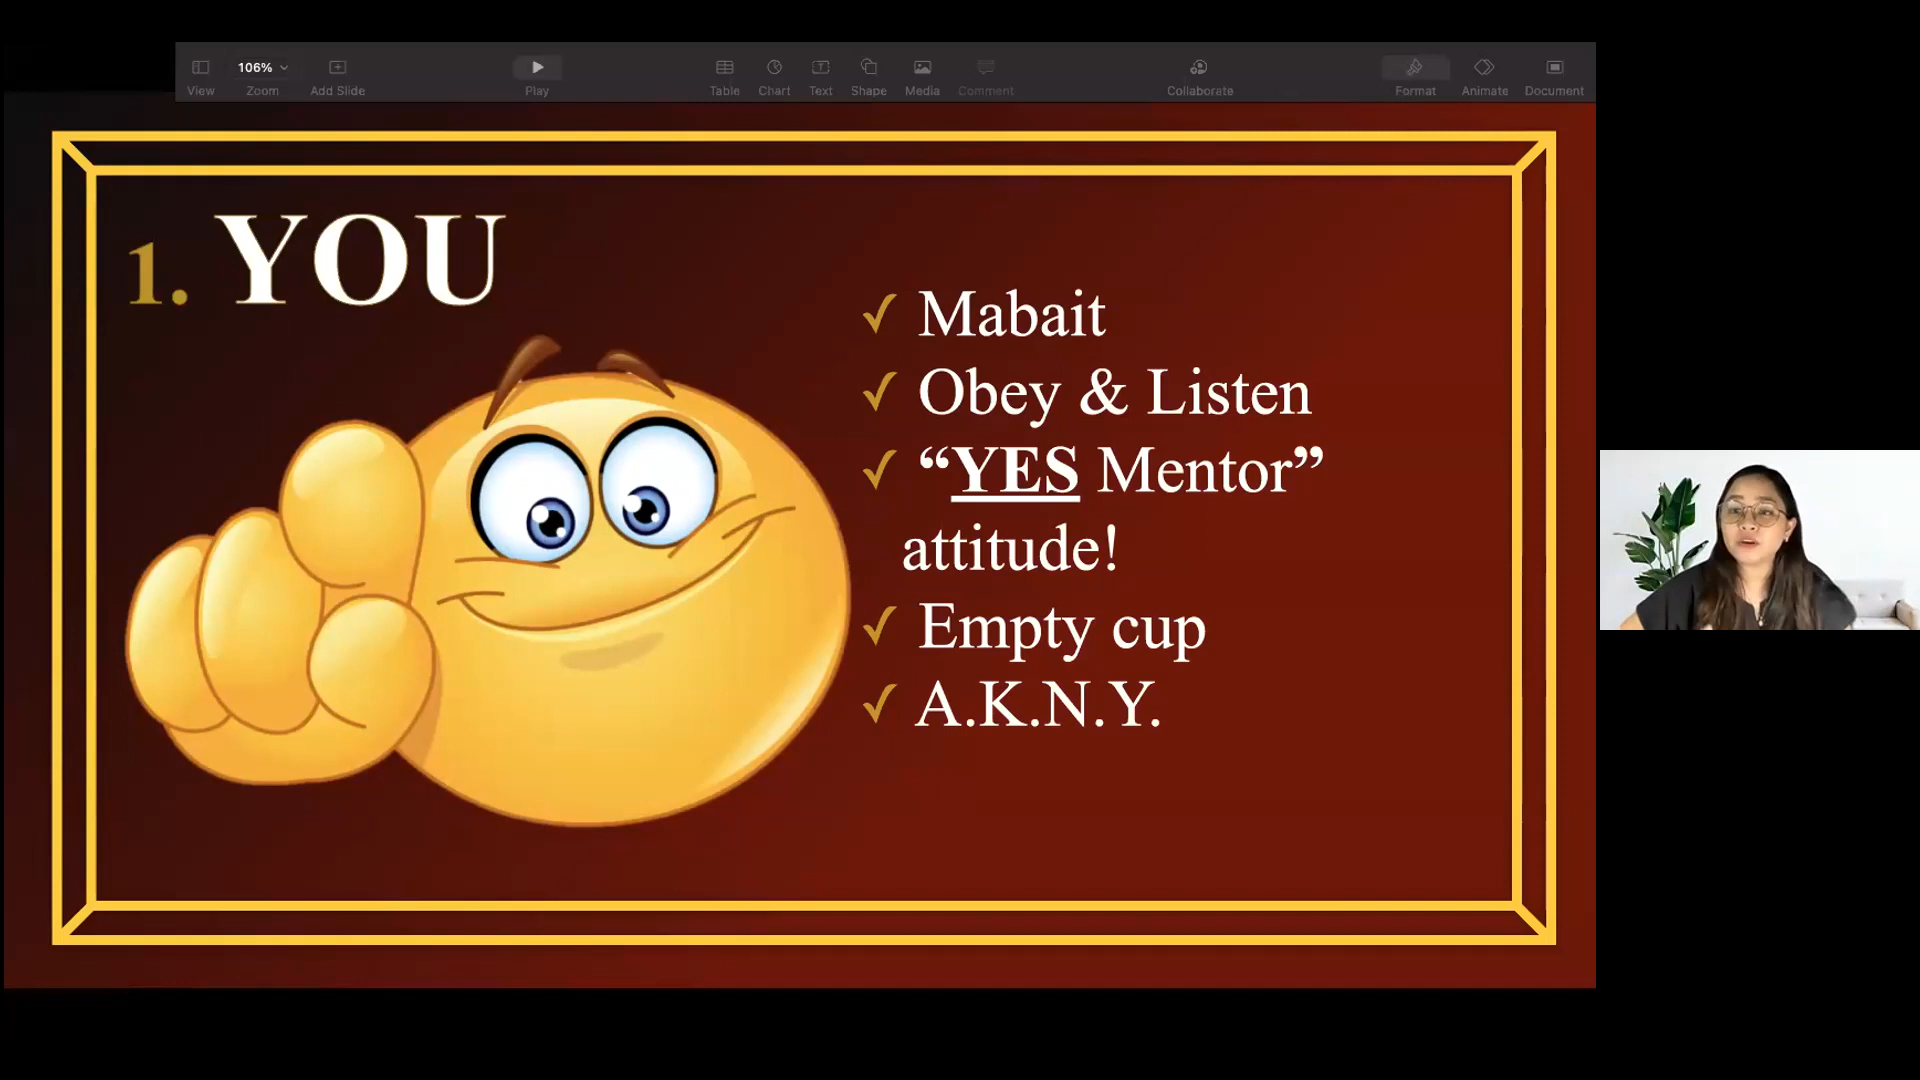 106%
View
Zoom
Add Slide
Play
Table
Chart
Text
Shape
Media
Comment
Collaborate
Format
Animate
Document
1. YOU
✓ Mabait
✓ Obey & Listen
✓ “YES Mentor”
attitude!
✓ Empty cup
✓ A.K.N.Y.